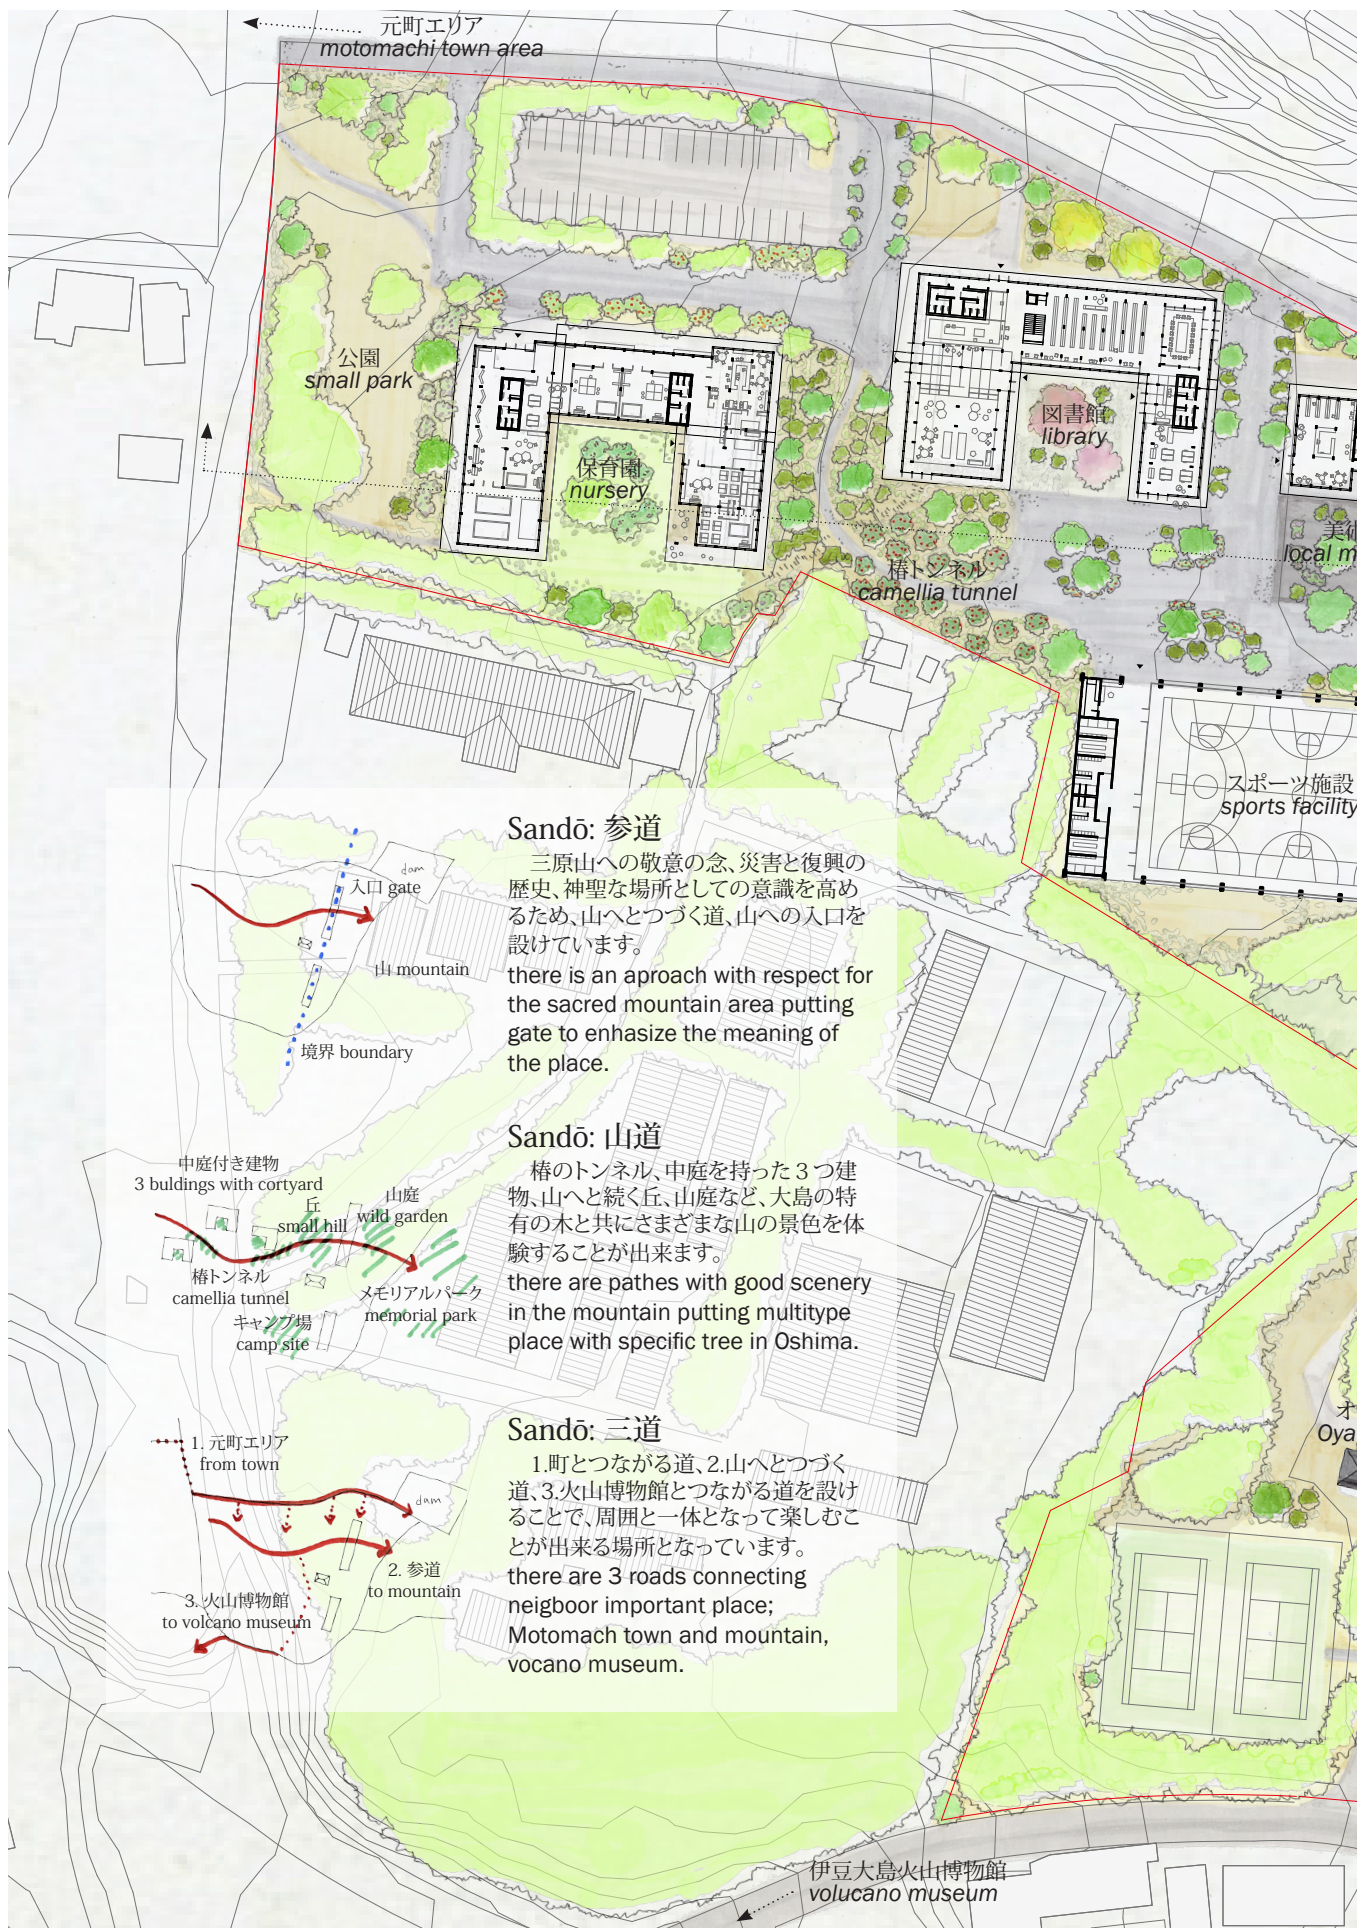 元町エリア
motomachi town area
公園
small park
保育園
nursery
図書館
library
local m
椿トンネル
camellia tunnel
スポーツ施設
sports facility
Sandō: 参道
三原山への敬意の念、災害と復興の
歴史、神聖な場所としての意識を高め
るため、山へとつづく道、山への入口を
設けています。
there is an aproach with respect for
the sacred mountain area putting
gate to enhasize the meaning of
the place.
dam
入口 gate
山 mountain
境界 boundary
Sandō: 山道
椿のトンネル、中庭を持った 3 つ建
物、山へと続く丘、山庭など、大島の特
有の木と共にさまざまな山の景色を体
験することが出来ます。
there are pathes with good scenery
in the mountain putting multitype
place with specific tree in Oshima.
中庭付き建物
3 buldings with cortyard
丘
small hill
山庭
wild garden
椿トンネル
camellia tunnel
メモリアルパーク
memorial park
キャンプ場
camp site
Oya
Sandō: 三道
1.町とつながる道、2.山へとつづく
道、3.火山博物館とつながる道を設け
ることで、周囲と一体となって楽しむこ
とが出来る場所となっています。
there are 3 roads connecting
neigboor important place;
Motomach town and mountain,
vocano museum.
1. 元町エリア
from town
dam
2. 参道
to mountain
3. 火山博物館
to volcano museum
伊豆大島火山博物館
volucano museum